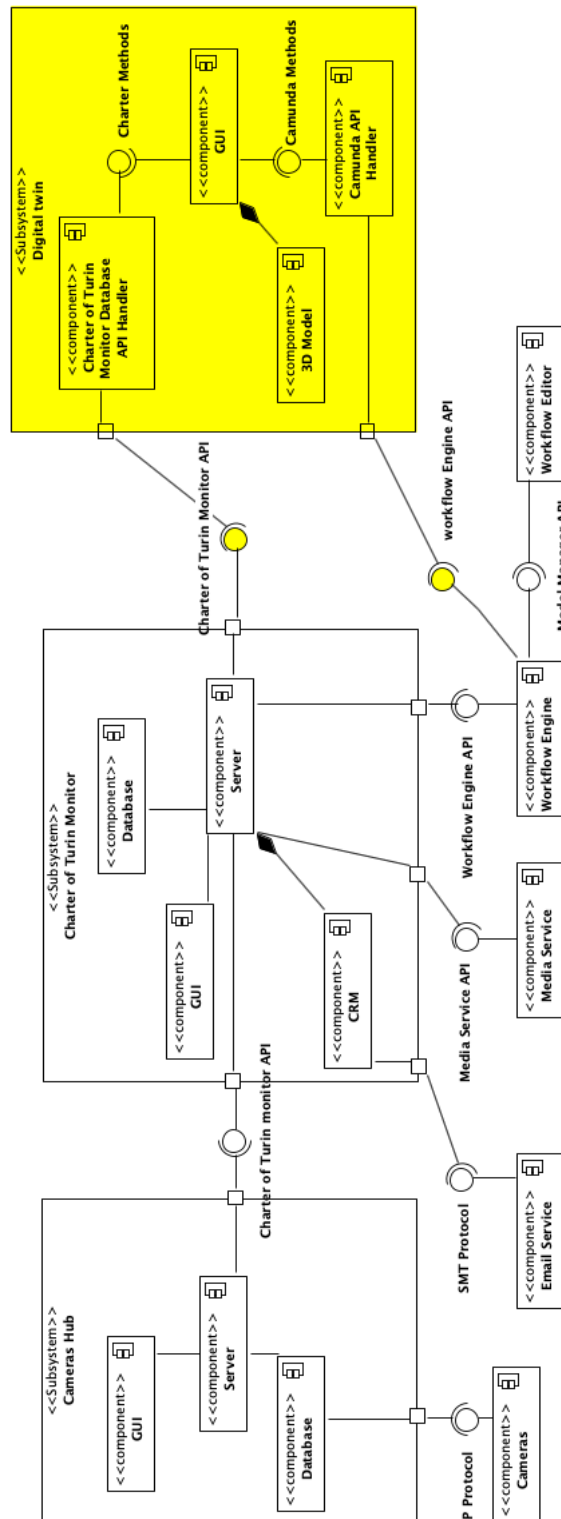 <<Subsystem>>
Cameras Hub
<<component>>
GUI
<<component>>
Server
<<component>>
Database
P Protocol
<<component>>
Cameras
Charter of Turin monitor API
<<Subsystem>>
Charter of Turin Monitor
<<component>>
Database
<<component>>
GUI
<<component>>
Server
<<component>>
CRM
SMT Protocol
<<component>>
Email Service
Media Service API
<<component>>
Media Service
Workflow Engine API
<<component>>
Workflow Engine
Charter of Turin Monitor API
workflow Engine API
Model Manager API
<<component>>
Workflow Editor
<<Subsystem>>
Digital twin
<<component>>
Charter of Turin
Monitor Database
API Handler
Charter Methods
<<component>>
GUI
<<component>>
3D Model
Camunda Methods
<<component>>
Camunda API
Handler